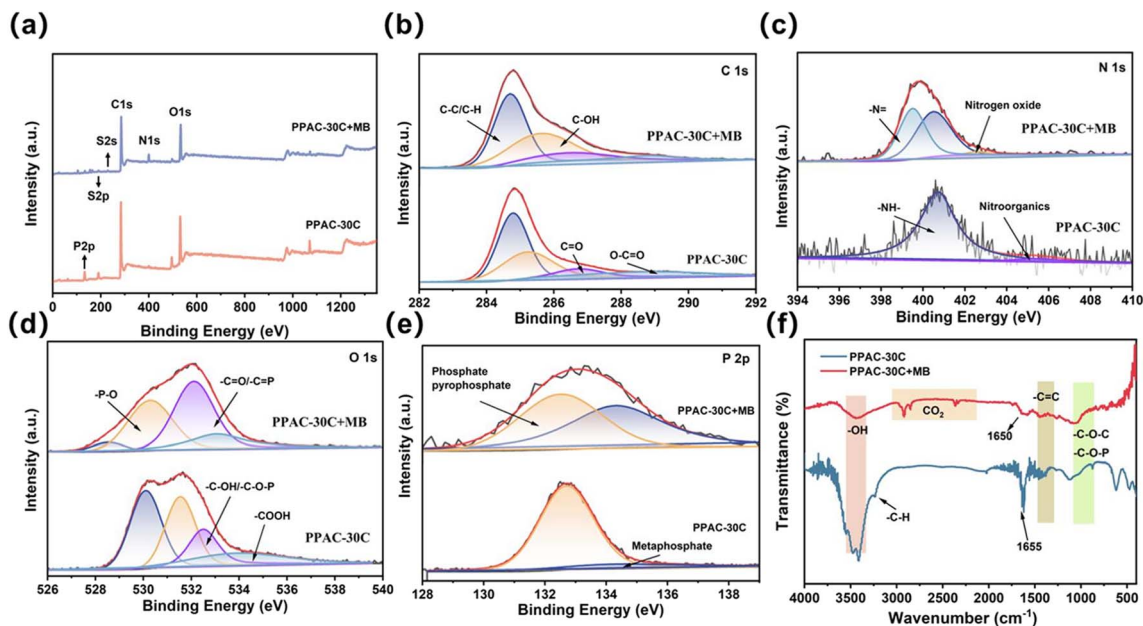 (a)
Intensity (a.u.)
C1s
O1s
S2s
N1s
PPAC-30C+MB
S2p
PPAC-30C
P2p
0 200 400 600 800 1000 1200
Binding Energy (eV)
(b)
Intensity (a.u.)
C 1s
C-C/C-H
C-OH
PPAC-30C+MB
C=O
O-C=O
PPAC-30C
282 284 286 288 290 292
Binding Energy (eV)
(c)
Intensity (a.u.)
N 1s
-N=
Nitrogen oxide
PPAC-30C+MB
-NH-
Nitroorganics
PPAC-30C
394 396 398 400 402 404 406 408 410
Binding Energy (eV)
(d)
Intensity (a.u.)
O 1s
-P-O
-C=O/-C=P
PPAC-30C+MB
-C-OH/-C-O-P
-COOH
PPAC-30C
526 528 530 532 534 536 538 540
Binding Energy (eV)
(e)
Intensity (a.u.)
P 2p
Phosphate
pyrophosphate
PPAC-30C+MB
PPAC-30C
Metaphosphate
128 130 132 134 136 138
Binding Energy (eV)
(f)
Transmittance (%)
PPAC-30C
PPAC-30C+MB
-C=C
CO2
-OH
1650
-C-O-C
-C-O-P
-C-H
1655
4000 3500 3000 2500 2000 1500 1000 500
Wavenumber (cm-1)